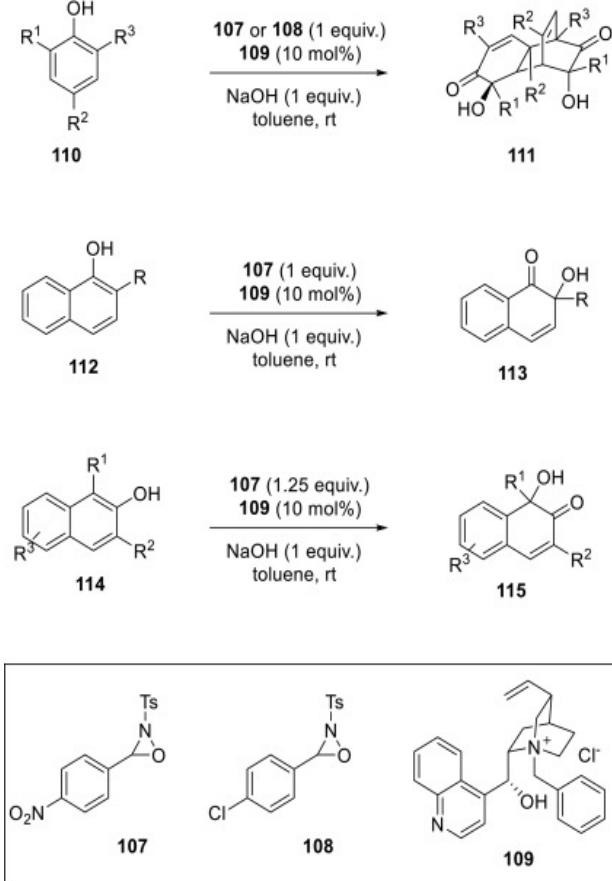 OH
R1
R3
R2
110
107 or 108 (1 equiv.)
109 (10 mol%)
NaOH (1 equiv.)
toluene, rt
R3
R2
R3
O
O
R1
HO
R1
R2
OH
111
OH
R
112
107 (1 equiv.)
109 (10 mol%)
NaOH (1 equiv.)
toluene, rt
O
OH
R
113
R1
OH
R3
R2
114
107 (1.25 equiv.)
109 (10 mol%)
NaOH (1 equiv.)
toluene, rt
R1
OH
O
R3
R2
115
Ts
N
O
O2N
107
Ts
N
O
Cl
108
N+
Cl-
OH
N
109